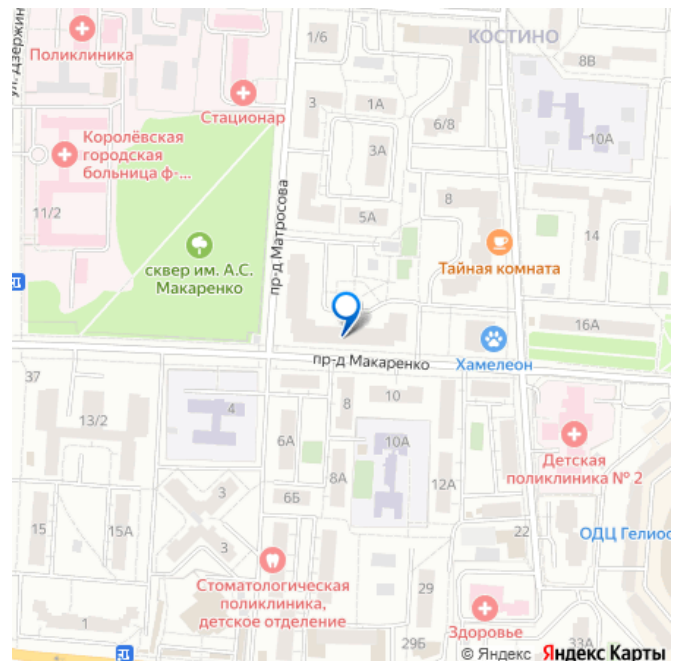 ул. Дзержин
Поликлиника
1/6
КОСТИНО
8В
Стационар
3
1А
6/8
10А
Королёвская
городская
больница ф-...
3А
11/2
пр-д Матросова
8
5А
14
сквер им. А.С.
Макаренко
Тайная комната
16А
пр-д Макаренко
Хамелеон
37
13/2
4
8
10
6А
10А
Детская
поликлиника № 2
8А
12А
3
6Б
15
15А
22
ОДЦ Гелиос
3
Стоматологическая
поликлиника,
детское отделение
29
1
Здоровье
29Б
33А
© Яндекс Яндекс Карты